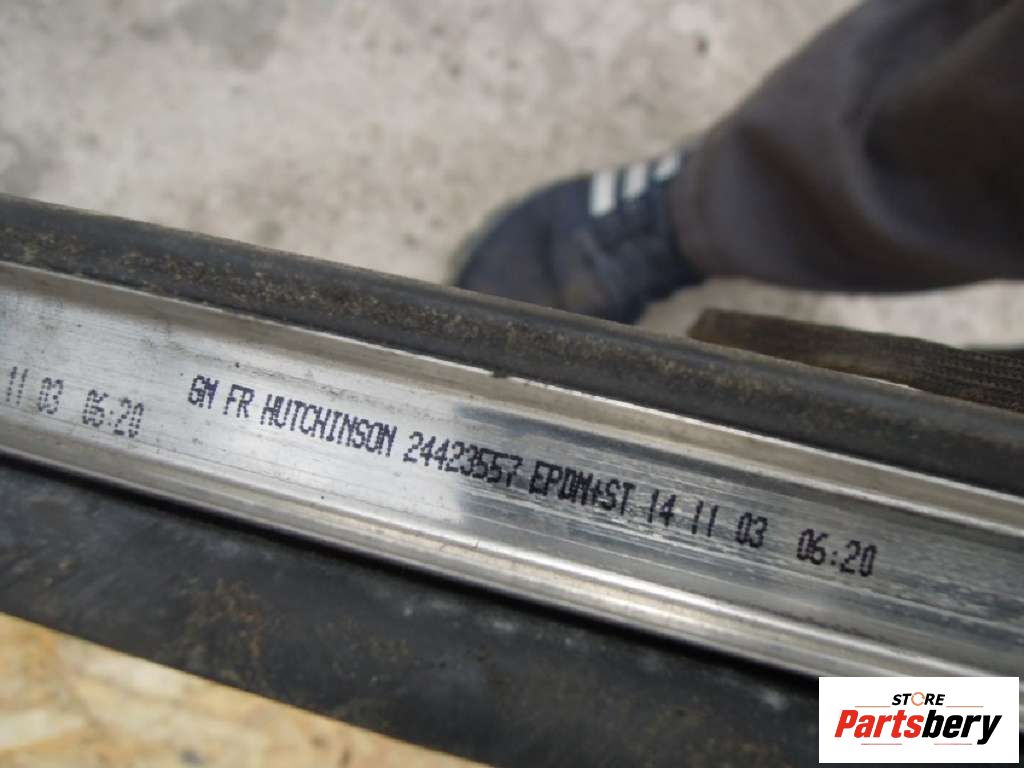 11 03 06:20 GM FR HUTCHINSON 24423557 EPDM+ST 14 11 03 06:20
STORE
Partsbery